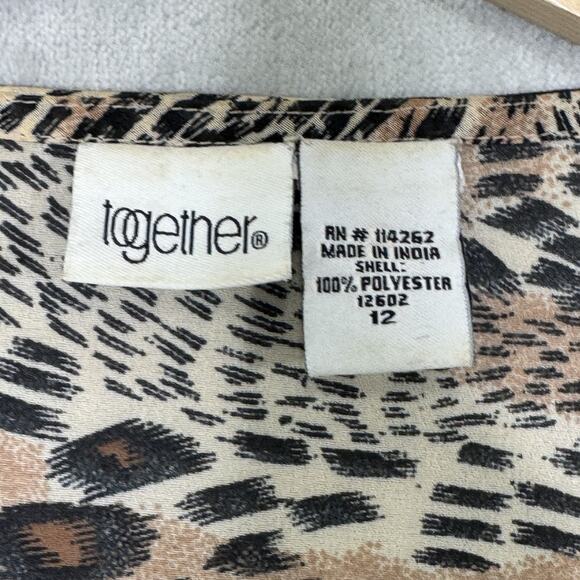 together®
RN # 114262
MADE IN INDIA
SHELL:
100% POLYESTER
12602
12